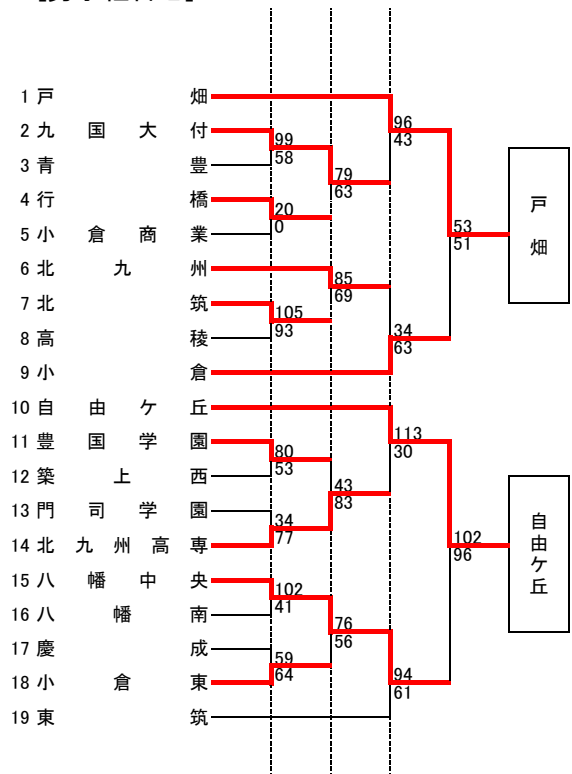 1 戸 畑
2 九 国 大 付
3 青 豊
4 行 橋
5 小 倉 商 業
6 北 九 州
7 北 筑
8 高 稜
9 小 倉
10 自 由 ケ 丘
11 豊 国 学 園
12 築 上 西
13 門 司 学 園
14 北 九 州 高 専
15 八 幡 中 央
16 八 幡 南
17 慶 成
18 小 倉 東
19 東 筑
99
58
20
0
105
93
80
53
34
77
102
41
59
64
79
63
85
69
43
83
76
56
96
43
34
63
113
30
94
61
53
51
102
96
戸畑
自由ケ丘